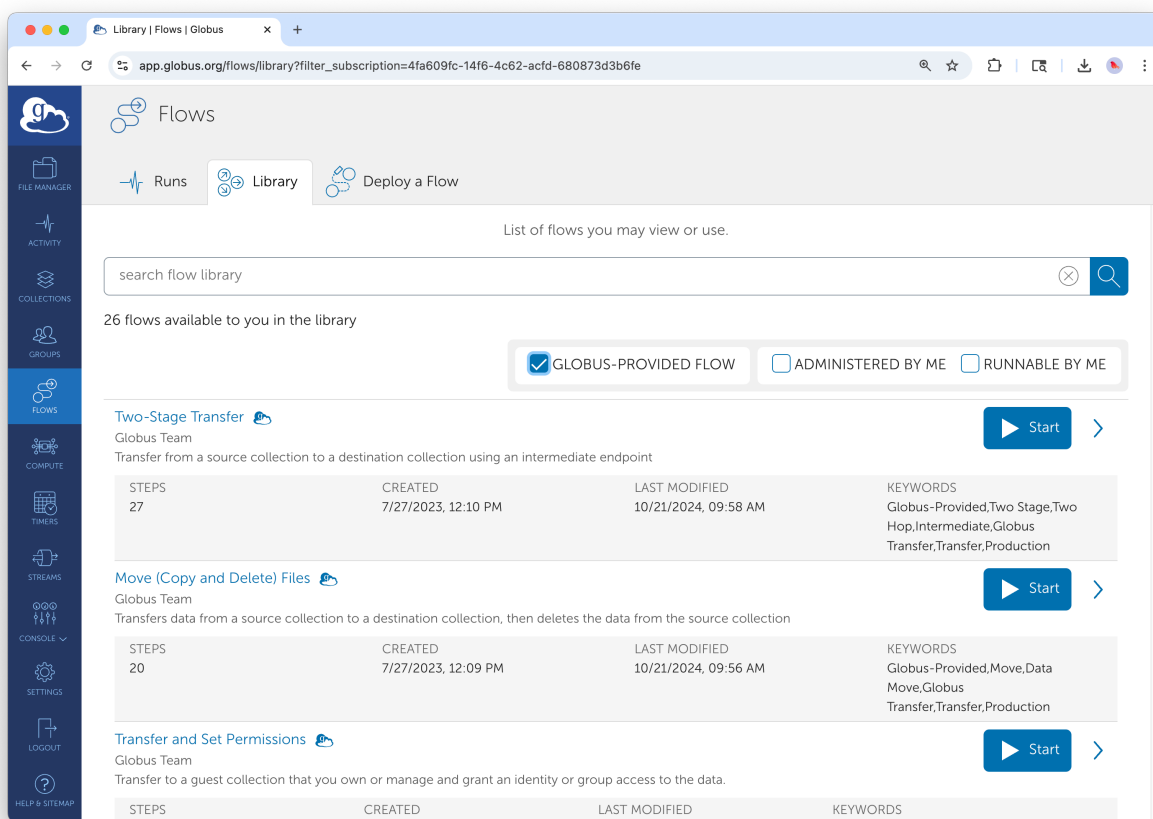 Library | Flows | Globus
app.globus.org/flows/library?filter_subscription=4fa609fc-14f6-4c62-acfd-680873d3b6fe
g
Flows
FILE MANAGER
ACTIVITY
COLLECTIONS
GROUPS
FLOWS
COMPUTE
TIMERS
STREAMS
CONSOLE
SETTINGS
LOGOUT
HELP & SITEMAP
Runs Library Deploy a Flow
List of flows you may view or use.
search flow library
26 flows available to you in the library
GLOBUS-PROVIDED FLOW ADMINISTERED BY ME RUNNABLE BY ME
Two-Stage Transfer
Start
Globus Team
Transfer from a source collection to a destination collection using an intermediate endpoint
STEPS CREATED LAST MODIFIED KEYWORDS
27 7/27/2023, 12:10 PM 10/21/2024, 09:58 AM Globus-Provided,Two Stage,Two
Hop,Intermediate,Globus
Transfer,Transfer,Production
Move (Copy and Delete) Files
Start
Globus Team
Transfers data from a source collection to a destination collection, then deletes the data from the source collection
STEPS CREATED LAST MODIFIED KEYWORDS
20 7/27/2023, 12:09 PM 10/21/2024, 09:56 AM Globus-Provided,Move,Data
Move,Globus
Transfer,Transfer,Production
Transfer and Set Permissions
Start
Globus Team
Transfer to a guest collection that you own or manage and grant an identity or group access to the data.
STEPS CREATED LAST MODIFIED KEYWORDS